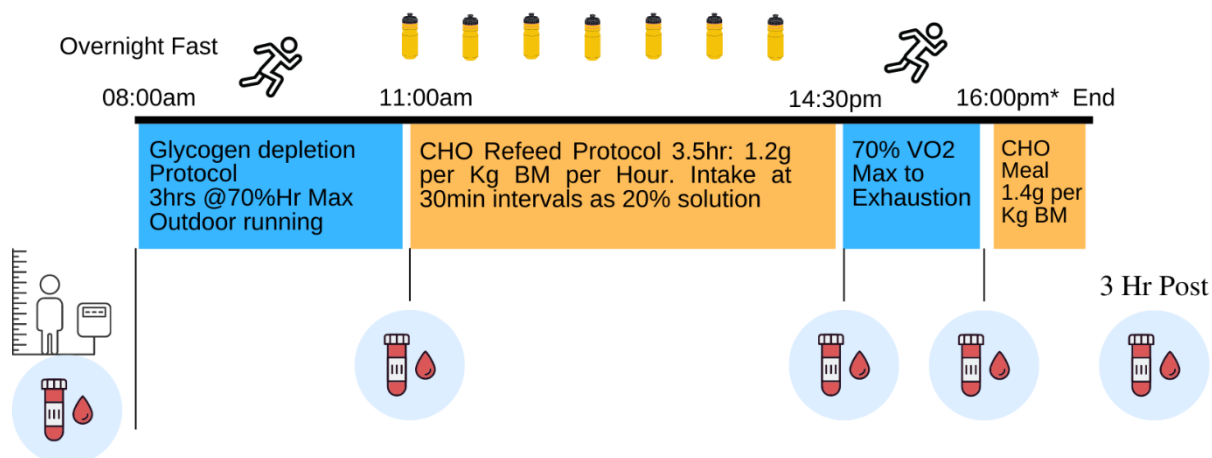 Overnight Fast
08:00am
11:00am
14:30pm
16:00pm* End
Glycogen depletion
Protocol
3hrs @70%Hr Max
Outdoor running
CHO Refeed Protocol 3.5hr: 1.2g
per Kg BM per Hour. Intake at
30min intervals as 20% solution
70% VO2
Max to
Exhaustion
CHO
Meal
1.4g per
Kg BM
3 Hr Post